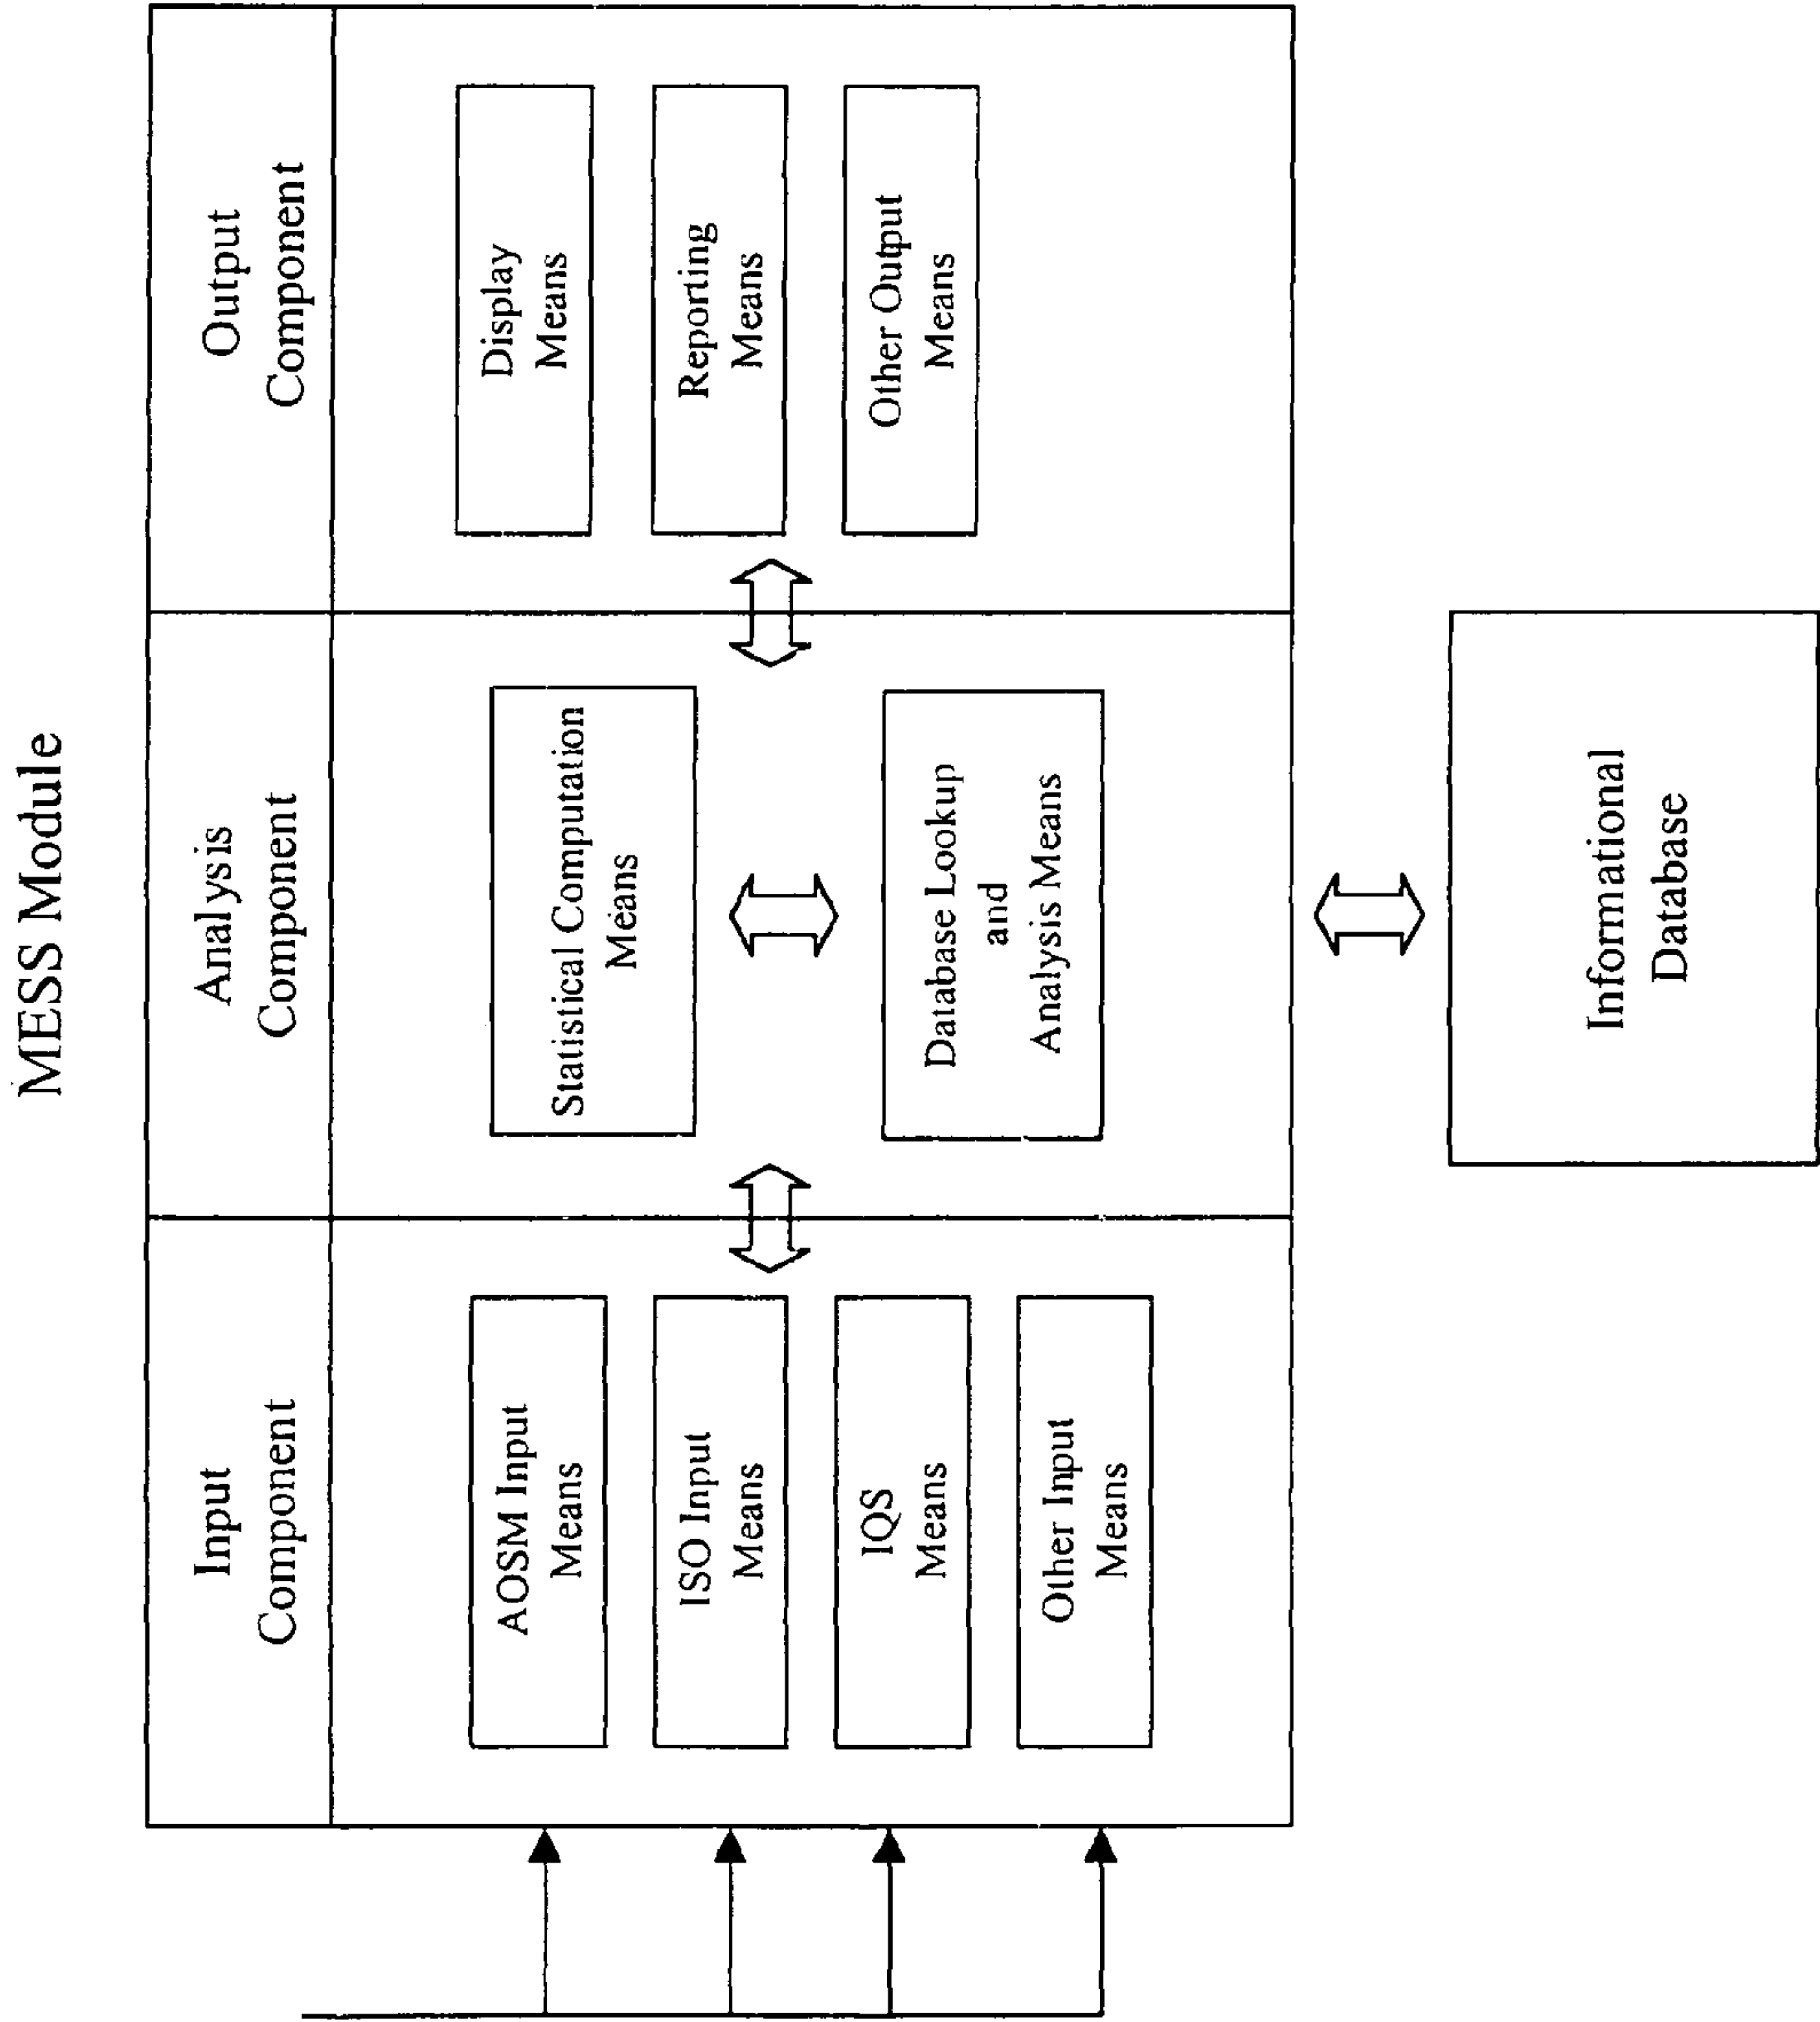 MESS Module
Input
Component
AOSM Input
Means
ISO Input
Means
IQS
Means
Other Input
Means
Analysis
Component
Statistical Computation
Means
Database Lookup
and
Analysis Means
Output
Component
Display
Means
Reporting
Means
Other Output
Means
Informational
Database